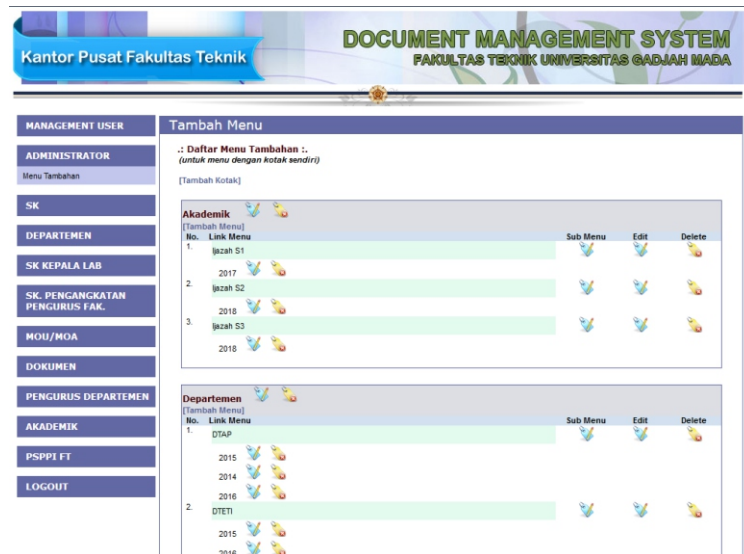 Kantor Pusat Fakultas Teknik
DOCUMENT MANAGEMENT SYSTEM
FAKULTAS TEKNIK UNIVERSITAS GADJAH MADA
MANAGEMENT USER
ADMINISTRATOR
Menu Tambahan
SK
DEPARTEMEN
SK KEPALA LAB
SK. PENGANGKATAN
PENGURUS FAK.
MOU/MOA
DOKUMEN
PENGURUS DEPARTEMEN
AKADEMIK
PSPPI FT
LOGOUT
Tambah Menu
.: Daftar Menu Tambahan :.
(untuk menu dengan kotak sendiri)
[Tambah Kotak]
Akademik
[Tambah Menu]
No. Link Menu Sub Menu Edit Delete
1. Ijazah S1
2017
2. Ijazah S2
2018
3. Ijazah S3
2018
Departemen
[Tambah Menu]
No. Link Menu Sub Menu Edit Delete
1. DTAP
2015
2014
2016
2. DTETI
2015
2016